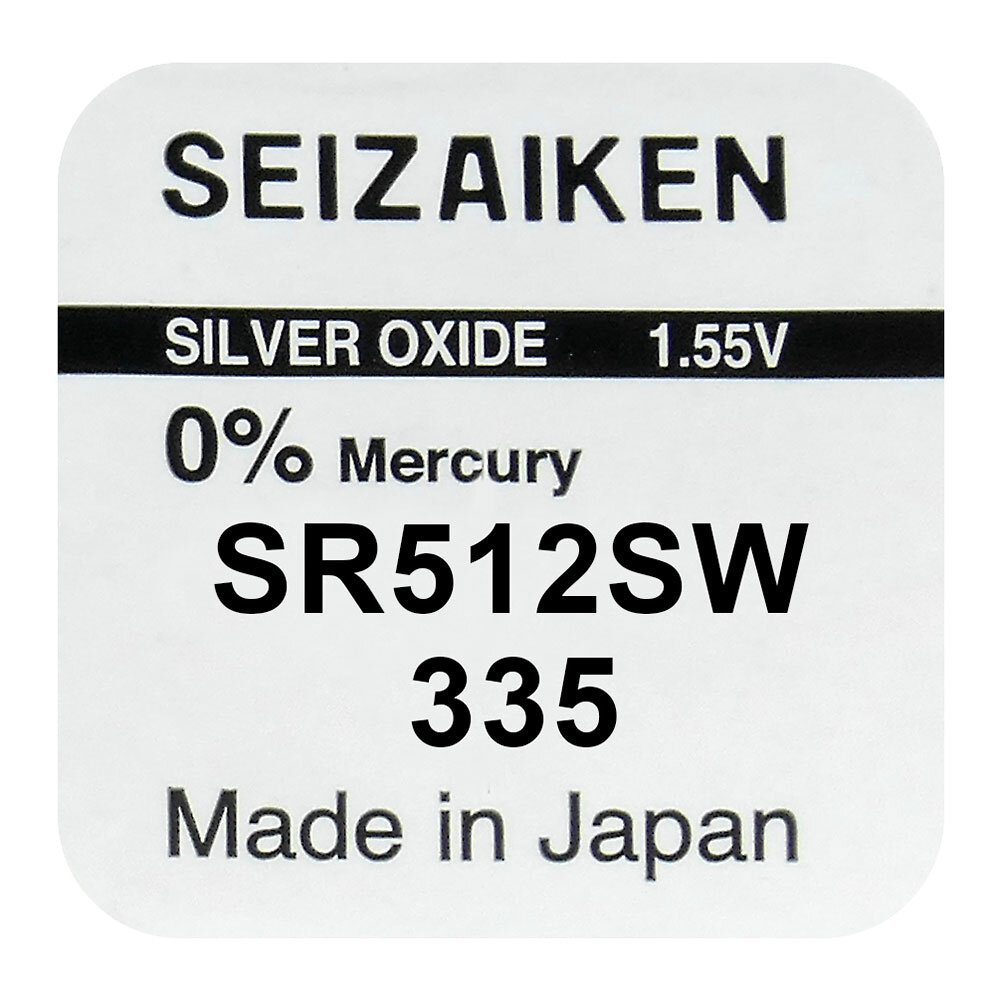 SEIZAIKEN
SILVER OXIDE 1.55V
0% Mercury
SR512SW
335
Made in Japan